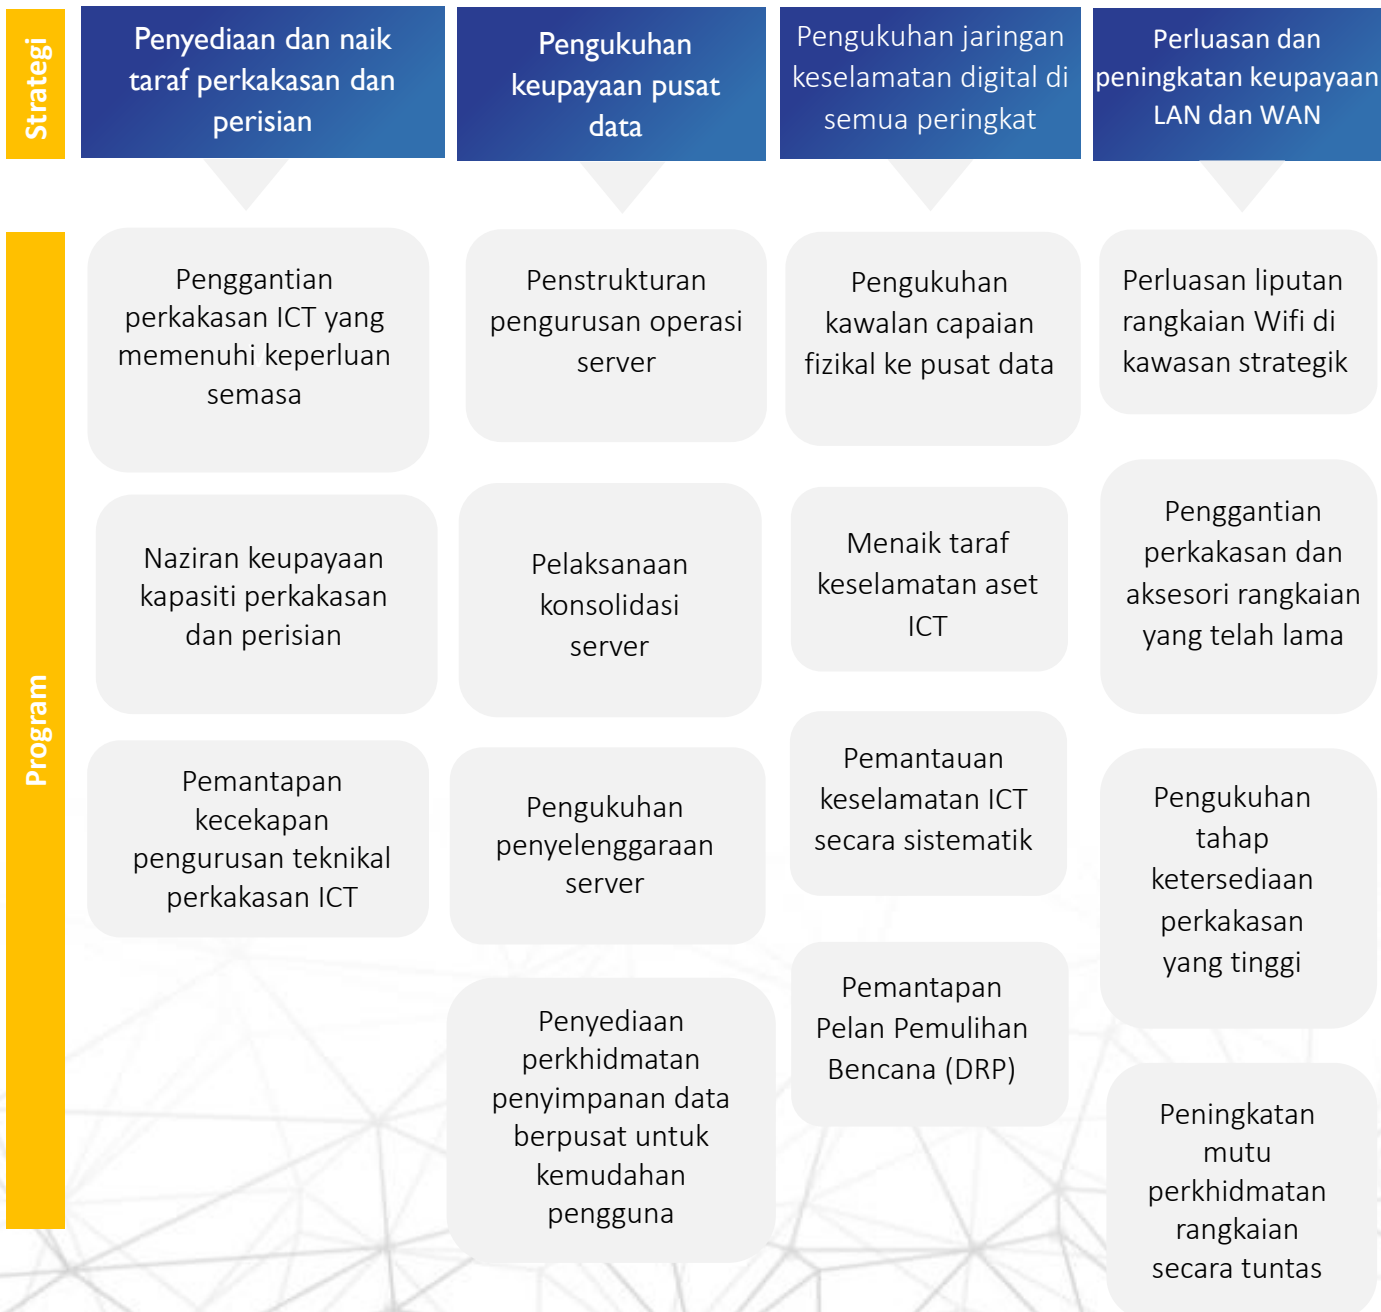 Strategi
Penyediaan dan naik
taraf perkakasan dan
perisian
Pengukuhan
keupayaan pusat
data
Pengukuhan jaringan
keselamatan digital di
semua peringkat
Perluasan dan
peningkatan keupayaan
LAN dan WAN
Program
Penggantian
perkakasan ICT yang
memenuhi keperluan
semasa
Naziran keupayaan
kapasiti perkakasan
dan perisian
Pemantapan
kecekapan
pengurusan teknikal
perkakasan ICT
Penstrukturan
pengurusan operasi
server
Pelaksanaan
konsolidasi
server
Pengukuhan
penyelenggaraan
server
Penyediaan
perkhidmatan
penyimpanan data
berpusat untuk
kemudahan
pengguna
Pengukuhan
kawalan capaian
fizikal ke pusat data
Menaik taraf
keselamatan aset
ICT
Pemantauan
keselamatan ICT
secara sistematik
Pemantapan
Pelan Pemulihan
Bencana (DRP)
Perluasan liputan
rangkaian Wifi di
kawasan strategik
Penggantian
perkakasan dan
aksesori rangkaian
yang telah lama
Pengukuhan
tahap
ketersediaan
perkakasan
yang tinggi
Peningkatan
mutu
perkhidmatan
rangkaian
secara tuntas